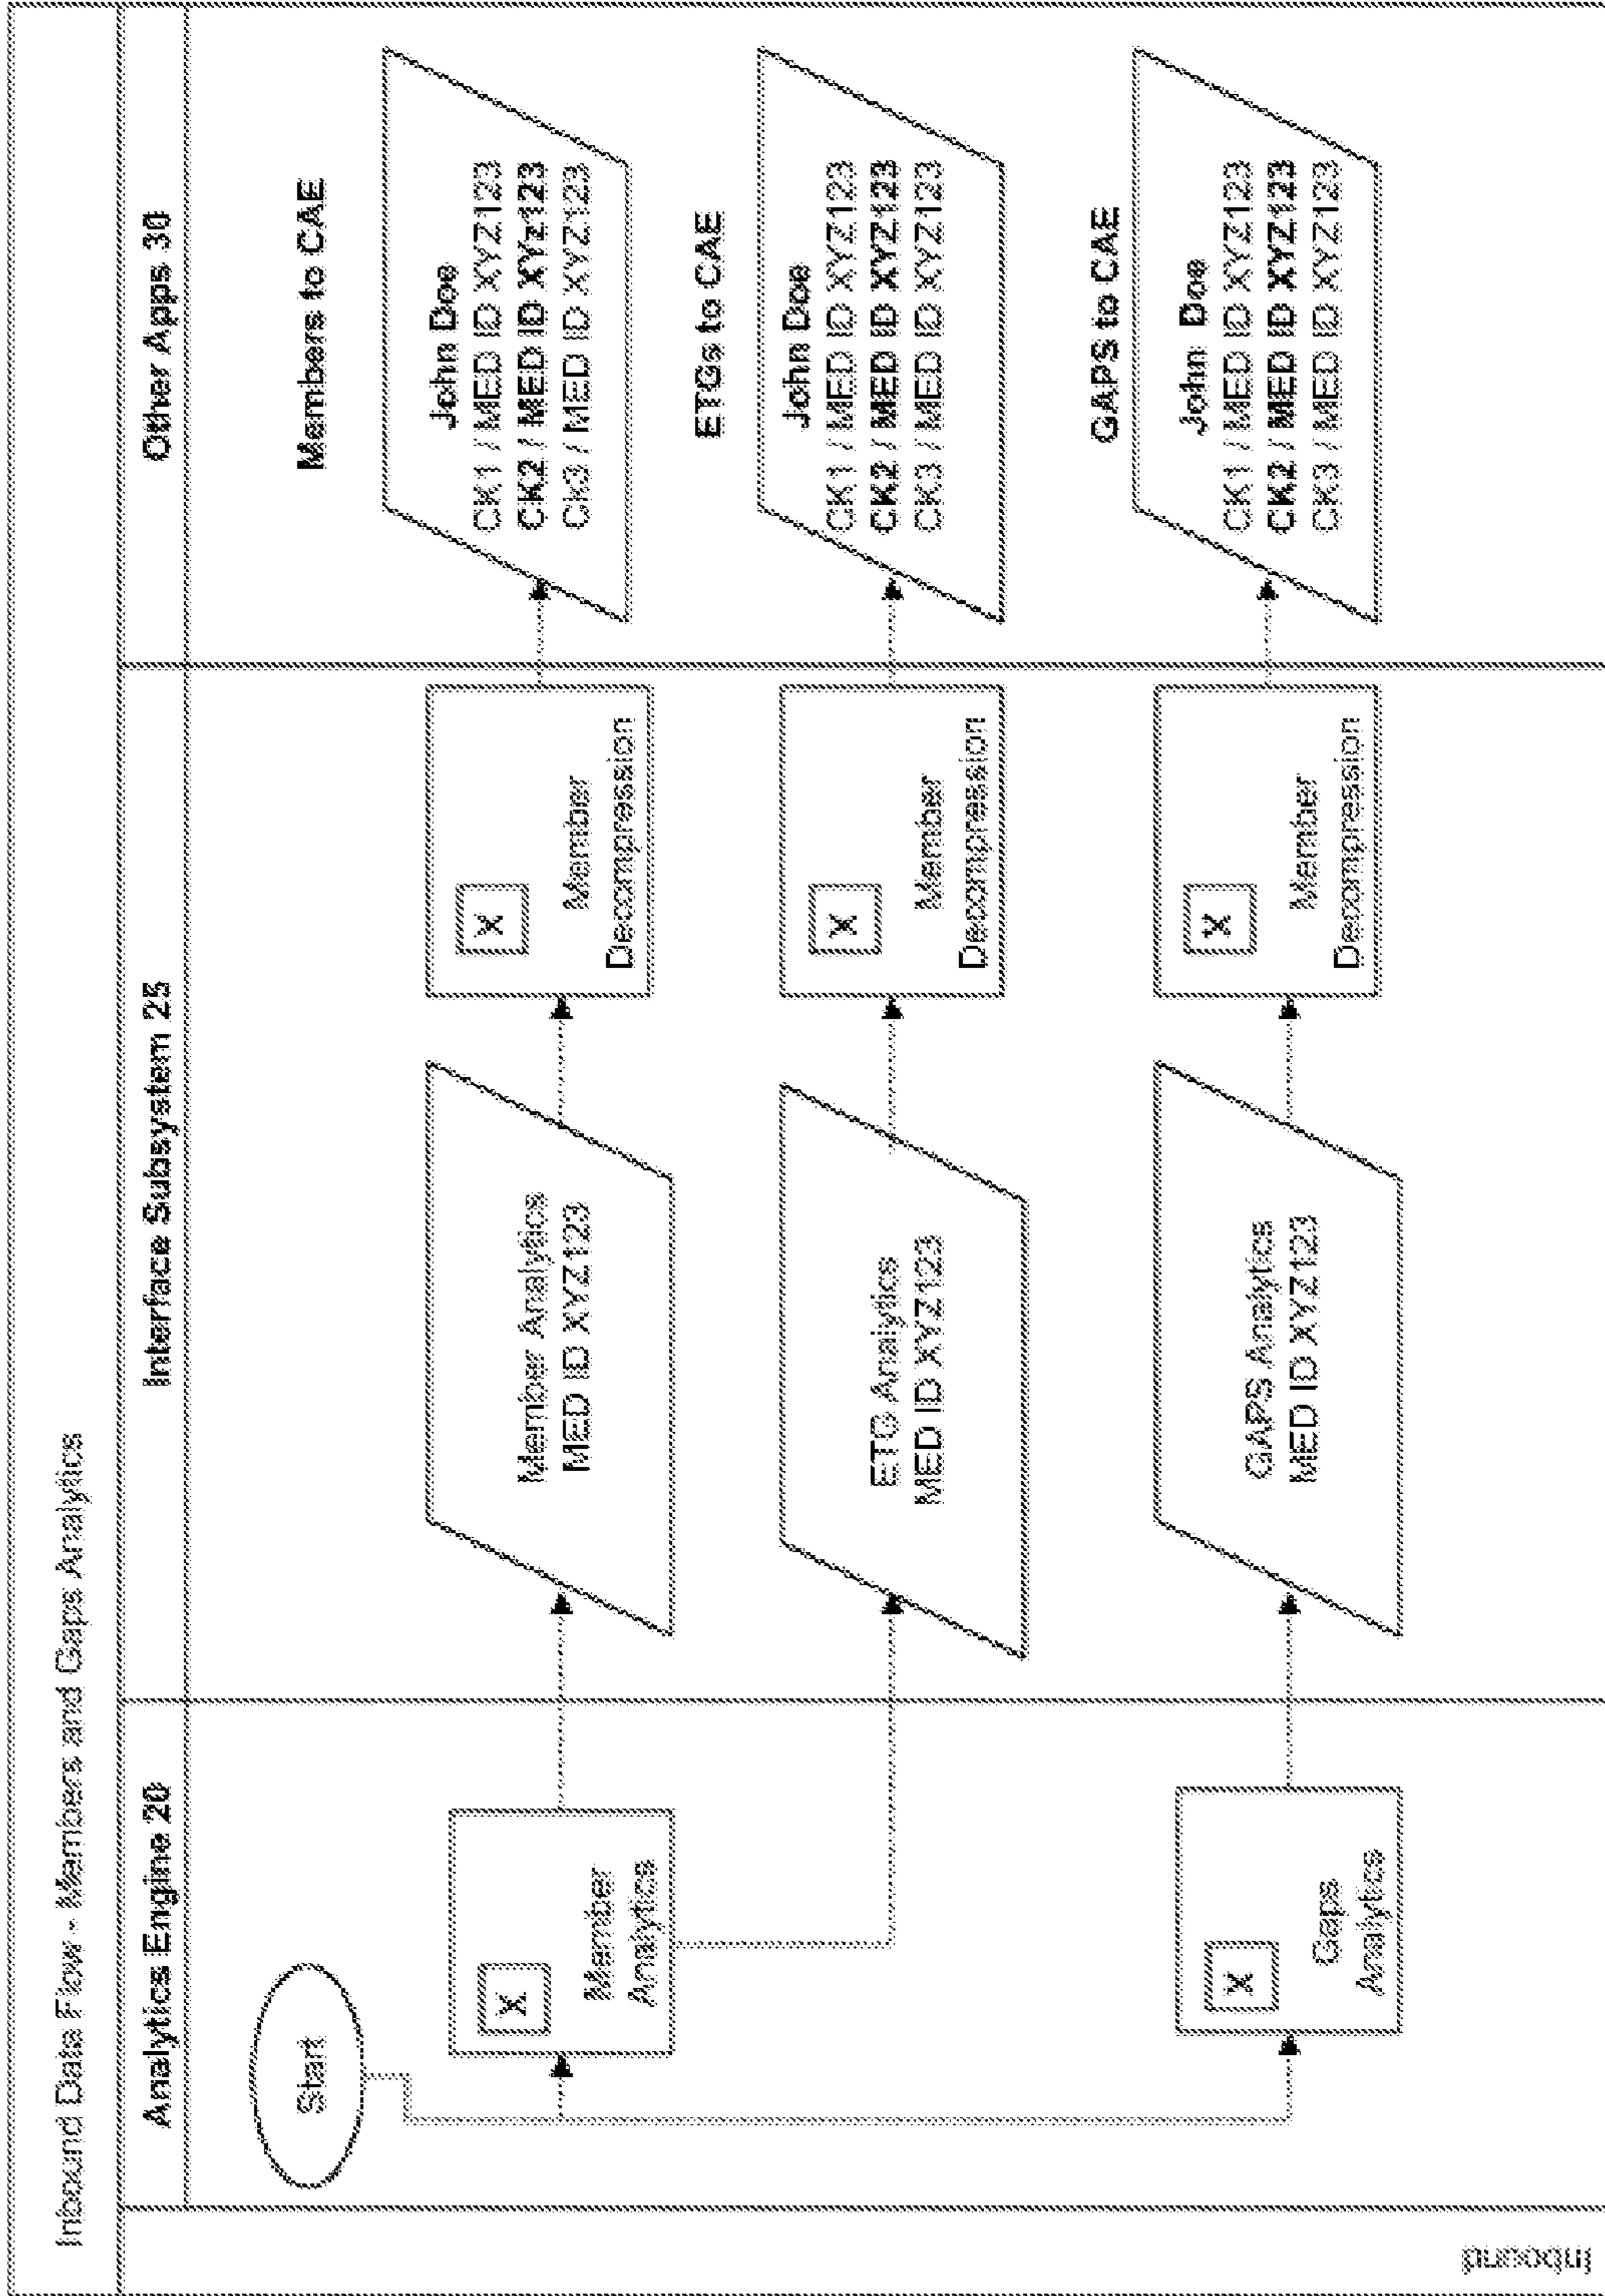 Inbound Data Flow - Members and Gaps Analytics
Analytics Engine 20
Interface Subsystem 25
Other Apps 30
Inbound
Start
X
Member
Analytics
Member Analytics
MED ID XYZ123
X
Member
Decompression
Members to CAE
John Doe
CK1 / MED ID XYZ123
CK2 / MED ID XYz123
Ck3 / MED ID XYZ123
ETG Analytics
MED ID XYZ123
X
Member
Decompression
ETGs to CAE
John Doe
CK1 / MED ID XYZ123
CK2 / MED ID XYZ123
CK3 / MED ID XYZ123
X
Gaps
Analytics
GAPS Analytics
MED ID XYZ123
X
Member
Decompression
GAPS to CAE
John Doe
CK1 / MED ID XYZ123
CK2 / MED ID XYZ123
CK3 / MED ID XYZ123